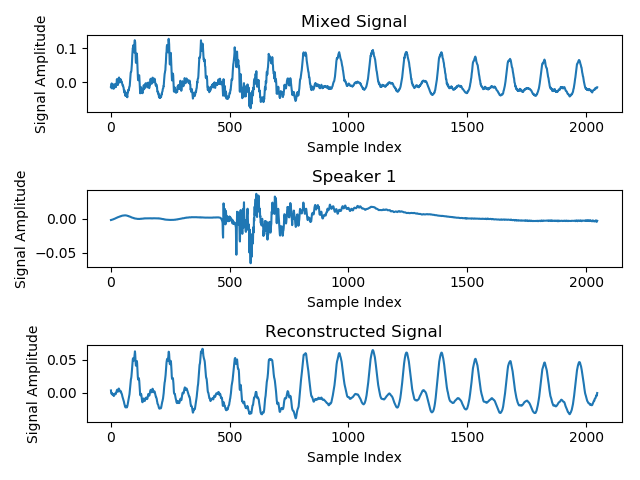 Mixed Signal
Signal Amplitude
0.1
0.0
0 500 1000 1500 2000
Sample Index
Speaker 1
Signal Amplitude
0.00
−0.05
0 500 1000 1500 2000
Sample Index
Reconstructed Signal
Signal Amplitude
0.05
0.00
0 500 1000 1500 2000
Sample Index